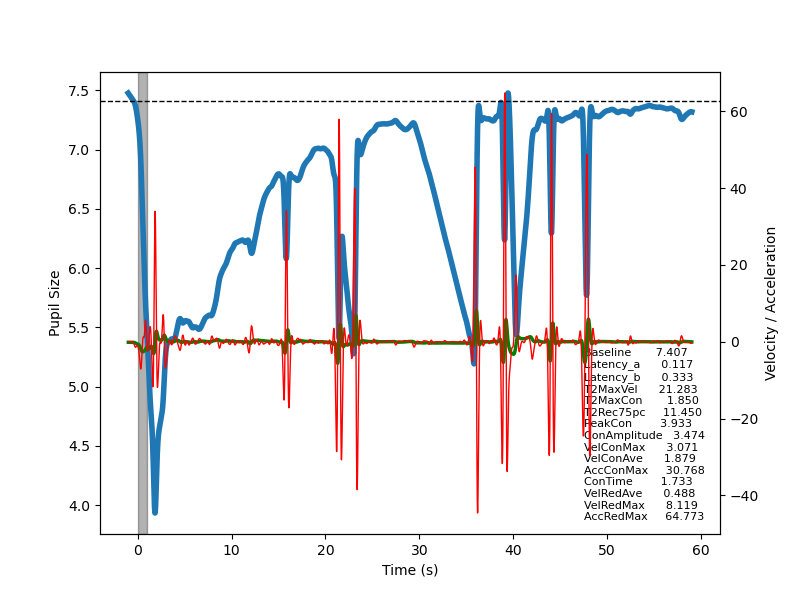 7.5
7.0
6.5
6.0
5.5
5.0
4.5
4.0
Pupil Size
0
10
20
30
40
50
60
Time (s)
60
40
20
0
−20
−40
Velocity / Acceleration
Baseline 7.407
Latency_a 0.117
Latency_b 0.333
T2MaxVel 21.283
T2MaxCon 1.850
T2Rec75pc 11.450
PeakCon 3.933
ConAmplitude 3.474
VelConMax 3.071
VelConAve 1.879
AccConMax 30.768
ConTime 1.733
VelRedAve 0.488
VelRedMax 8.119
AccRedMax 64.773